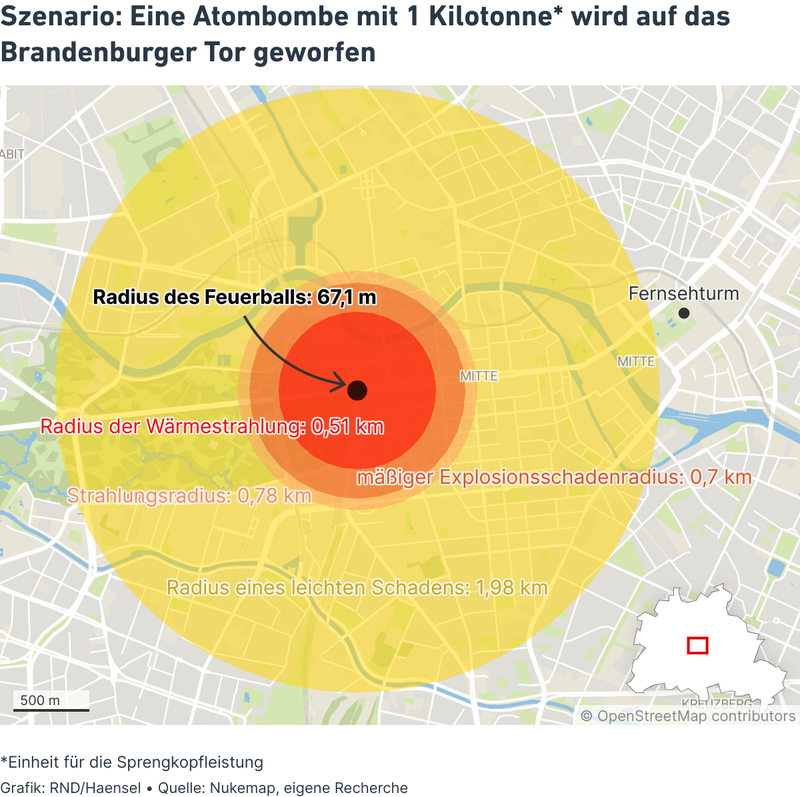 Szenario: Eine Atombombe mit 1 Kilotonne* wird auf das
Brandenburger Tor geworfen
ABIT
Radius des Feuerballs: 67,1 m
Fernsehturm
MITTE
MITTE
Radius der Wärmestrahlung: 0,51 km
mäßiger Explosionsschadenradius: 0,7 km
Strahlungsradius: 0,78 km
Radius eines leichten Schadens: 1,98 km
500 m
KREUZBERG
© OpenStreetMap contributors
*Einheit für die Sprengkopfleistung
Grafik: RND/Haensel • Quelle: Nukemap, eigene Recherche